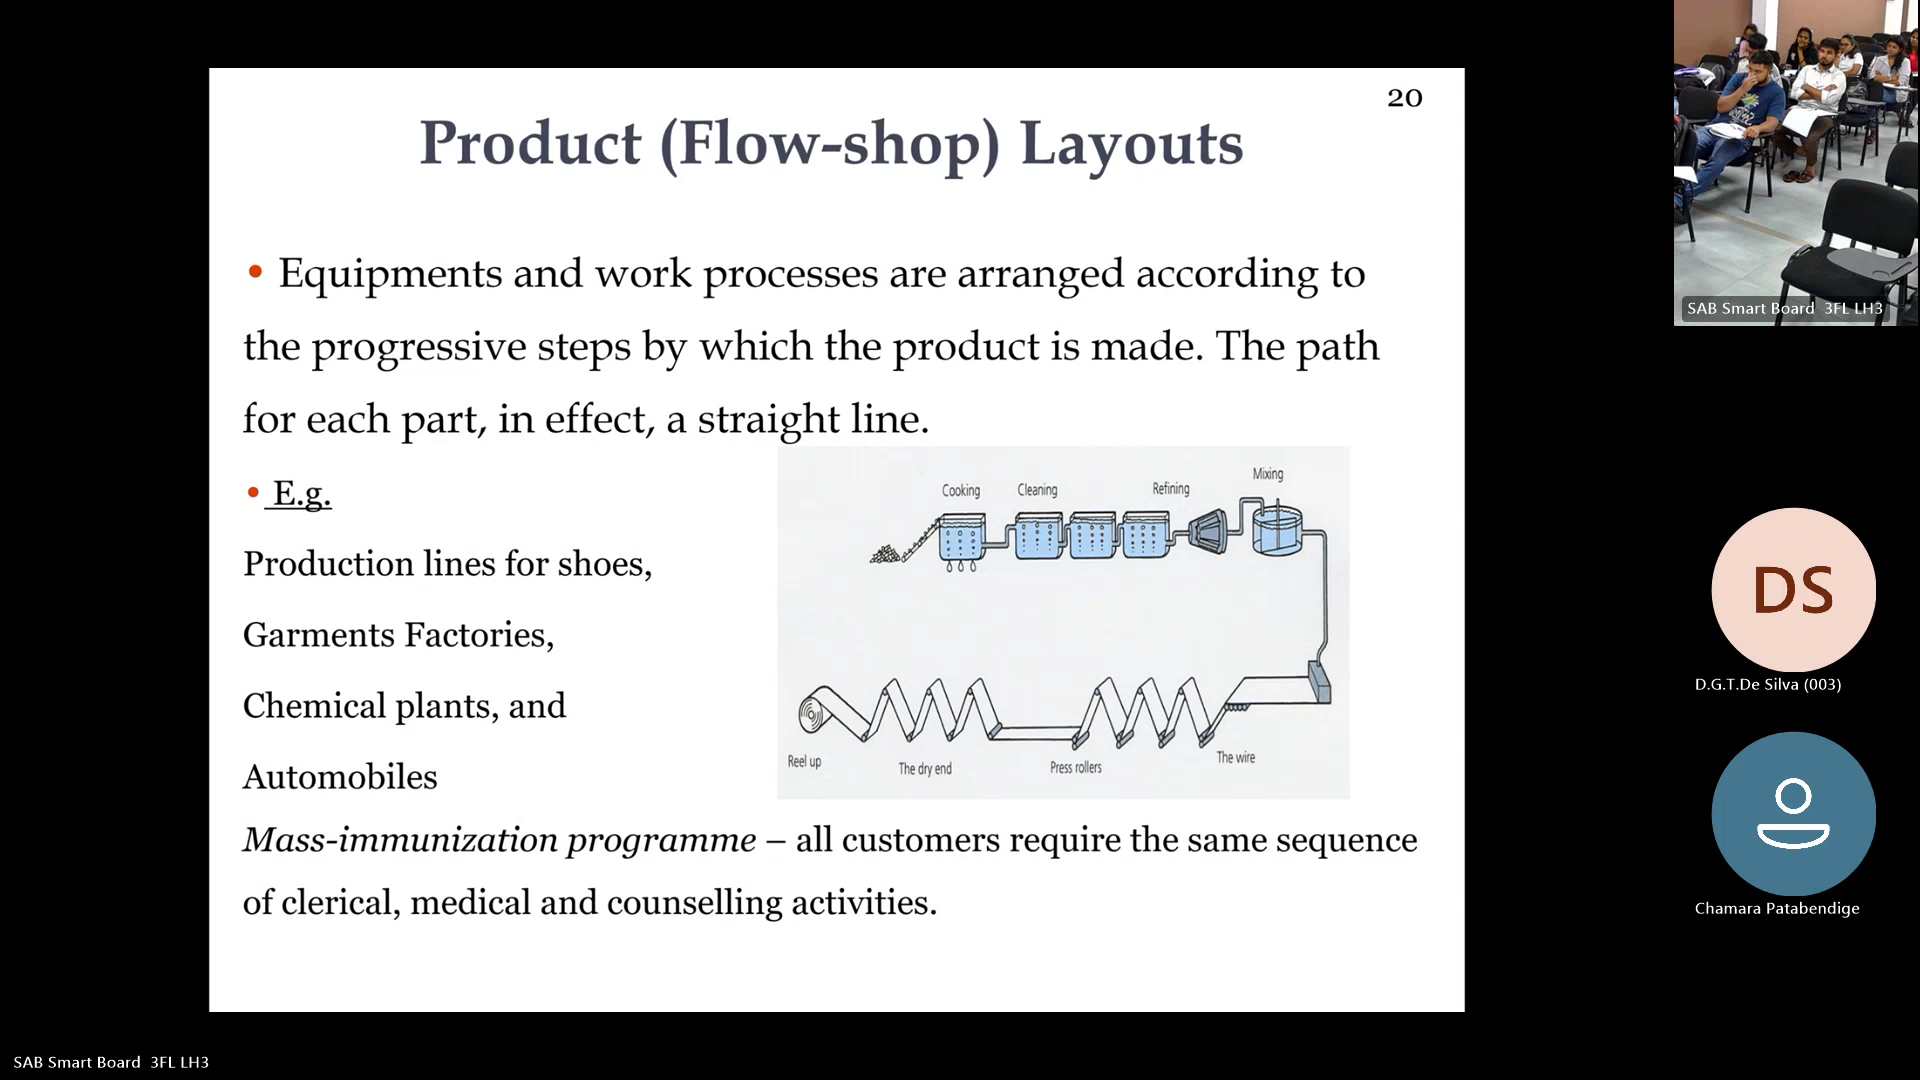 20
Product (Flow-shop) Layouts
• Equipments and work processes are arranged according to
the progressive steps by which the product is made. The path
for each part, in effect, a straight line.
• E.g.
Production lines for shoes,
Garments Factories,
Chemical plants, and
Automobiles
Mass-immunization programme – all customers require the same sequence
of clerical, medical and counselling activities.
Cooking
Cleaning
Refining
Mixing
Reel up
The dry end
Press rollers
The wire
SAB Smart Board 3FL LH3
DS
D.G.T.De Silva (003)
Chamara Patabendige
SAB Smart Board 3FL LH3